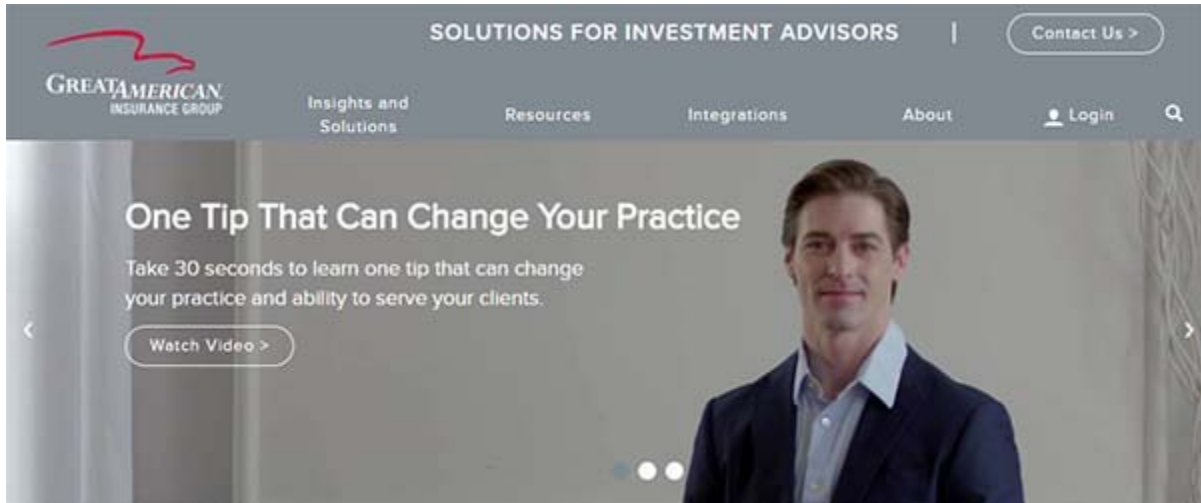 SOLUTIONS FOR INVESTMENT ADVISORS | Contact Us >
GREATAMERICAN.
INSURANCE GROUP
Insights and
Solutions
Resources
Integrations
About
Login
One Tip That Can Change Your Practice
Take 30 seconds to learn one tip that can change
your practice and ability to serve your clients.
Watch Video >